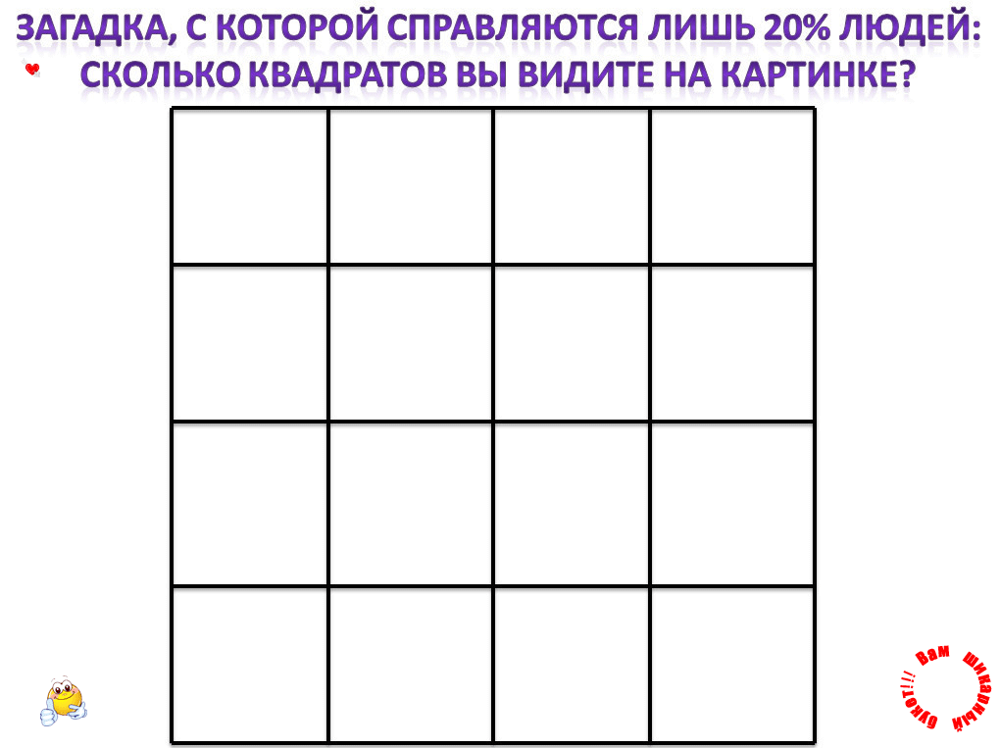 ЗАГАДКА, С КОТОРОЙ СПРАВЛЯЮТСЯ ЛИШЬ 20% ЛЮДЕЙ:
СКОЛЬКО КВАДРАТОВ ВЫ ВИДИТЕ НА КАРТИНКЕ?
Вам шикарный букет!!!